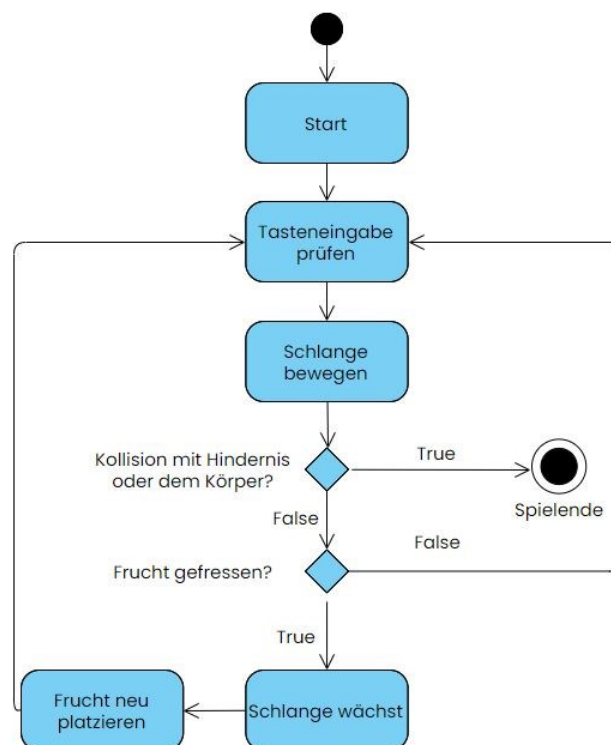 Start
Tasteneingabe
prüfen
Schlange
bewegen
Kollision mit Hindernis
oder dem Körper?
True
Spielende
False
False
Frucht gefressen?
True
Frucht neu
platzieren
Schlange wächst